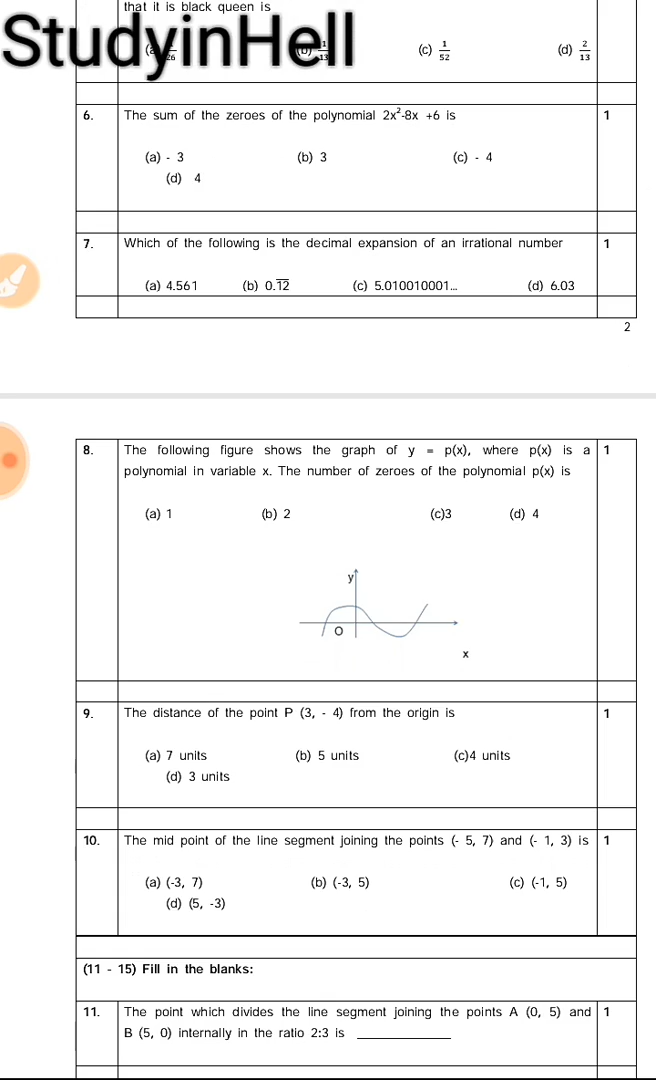 that it is black queen is
StudyinHell
(c) 1/52 (d) 2/13
6. The sum of the zeroes of the polynomial 2x²-8x +6 is 1
(a) - 3 (b) 3 (c) - 4
(d) 4
7. Which of the following is the decimal expansion of an irrational number 1
(a) 4.561 (b) 0.1̅2̅ (c) 5.010010001... (d) 6.03
2
8. The following figure shows the graph of y = p(x), where p(x) is a 1
polynomial in variable x. The number of zeroes of the polynomial p(x) is
(a) 1 (b) 2 (c)3 (d) 4
y
O
x
9. The distance of the point P (3, - 4) from the origin is 1
(a) 7 units (b) 5 units (c)4 units
(d) 3 units
10. The mid point of the line segment joining the points (- 5, 7) and (- 1, 3) is 1
(a) (-3, 7) (b) (-3, 5) (c) (-1, 5)
(d) (5, -3)
(11 - 15) Fill in the blanks:
11. The point which divides the line segment joining the points A (0, 5) and 1
B (5, 0) internally in the ratio 2:3 is ____________